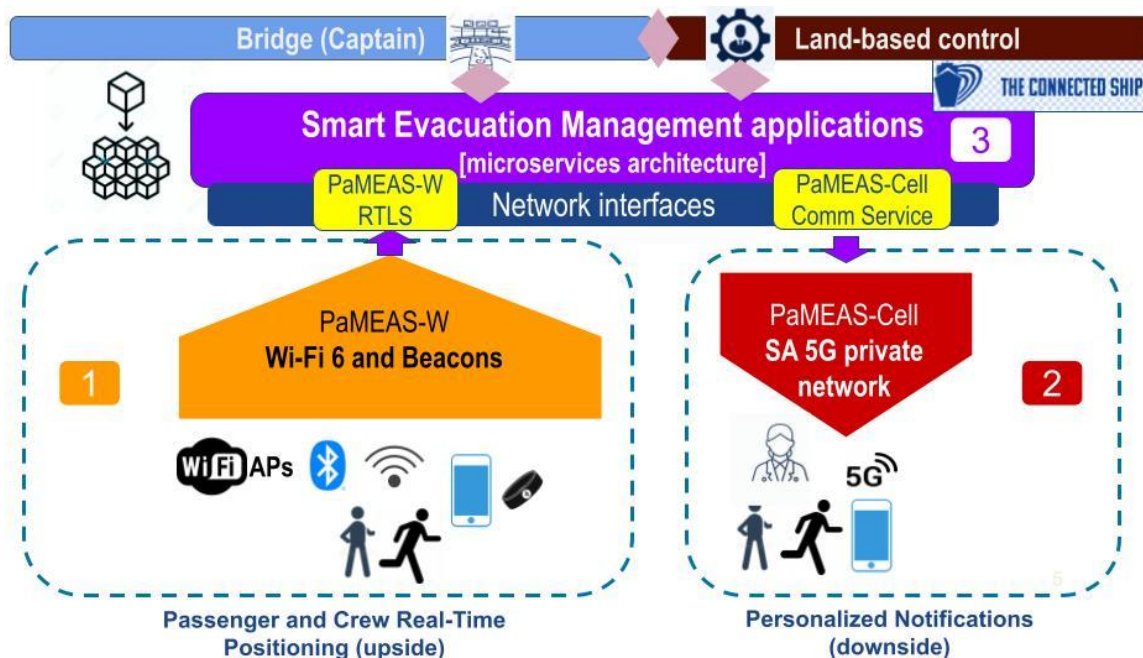 Bridge (Captain)
Land-based control
THE CONNECTED SHIP
Smart Evacuation Management applications
[microservices architecture]
3
PaMEAS-W
RTLS
Network interfaces
PaMEAS-Cell
Comm Service
PaMEAS-W
Wi-Fi 6 and Beacons
1
PaMEAS-Cell
SA 5G private
network
2
WiFi APs
5G
5
Passenger and Crew Real-Time
Positioning (upside)
Personalized Notifications
(downside)